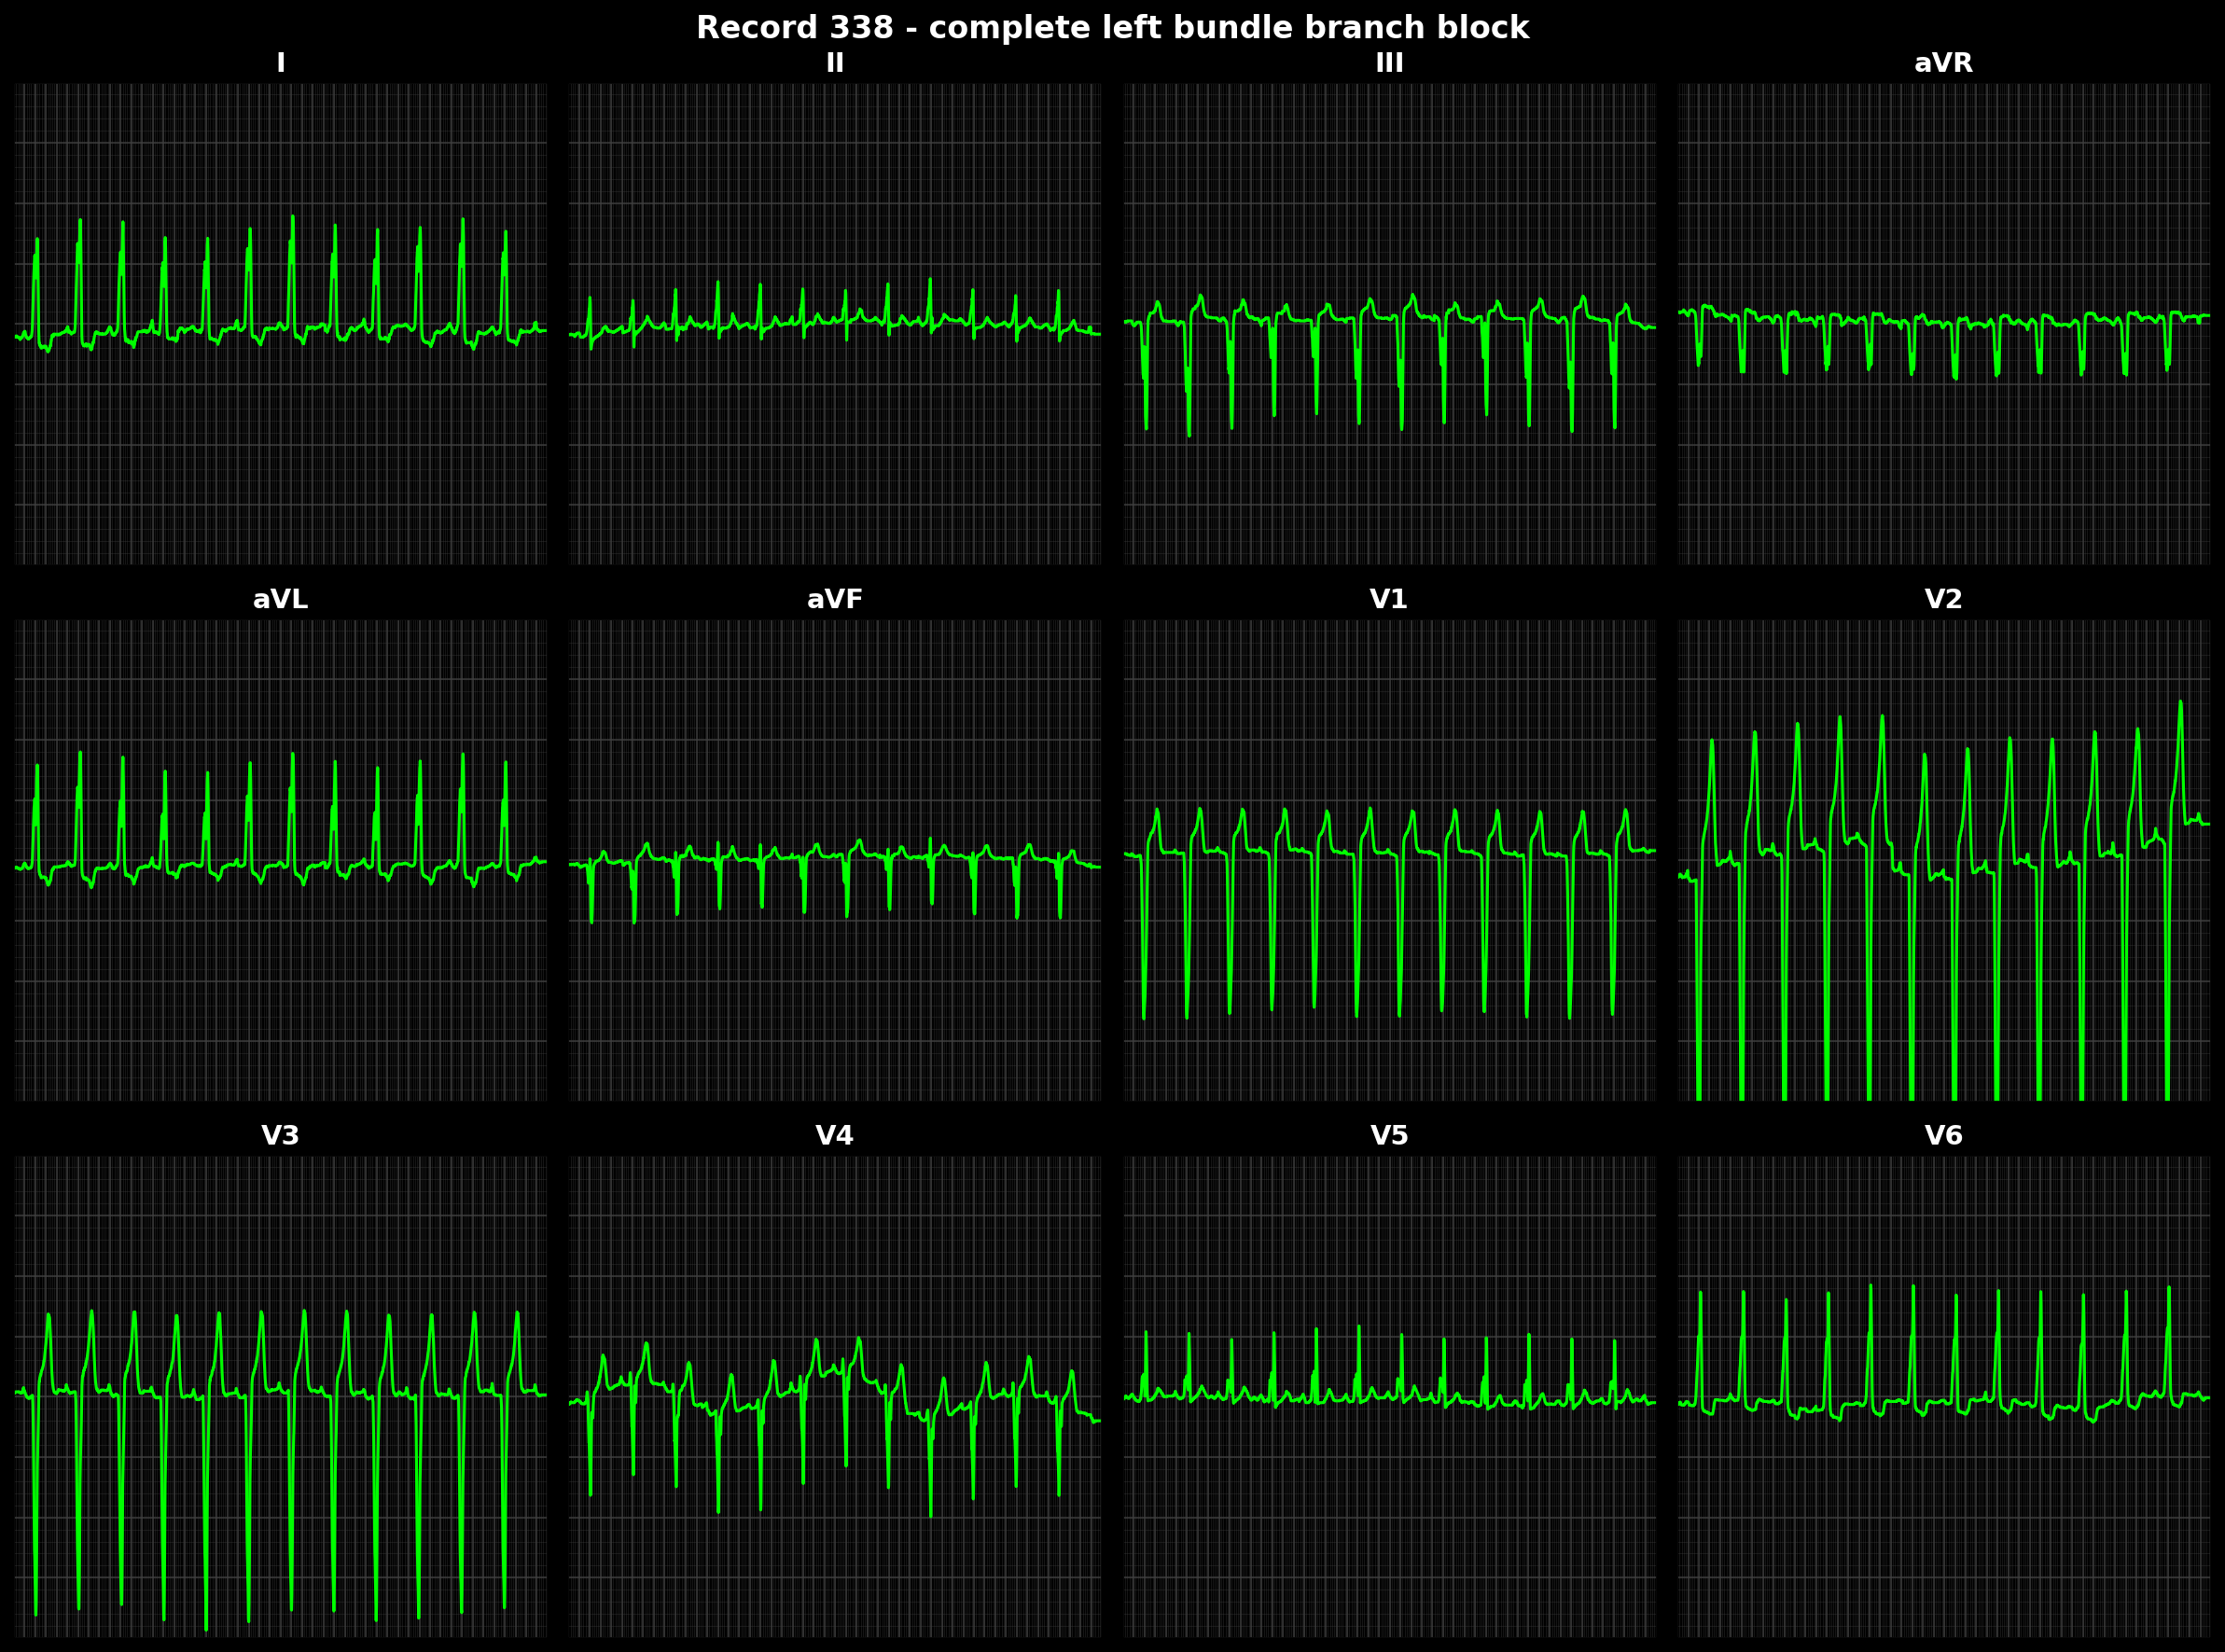 Record 338 - complete left bundle branch block
I
II
III
aVR
aVL
aVF
V1
V2
V3
V4
V5
V6